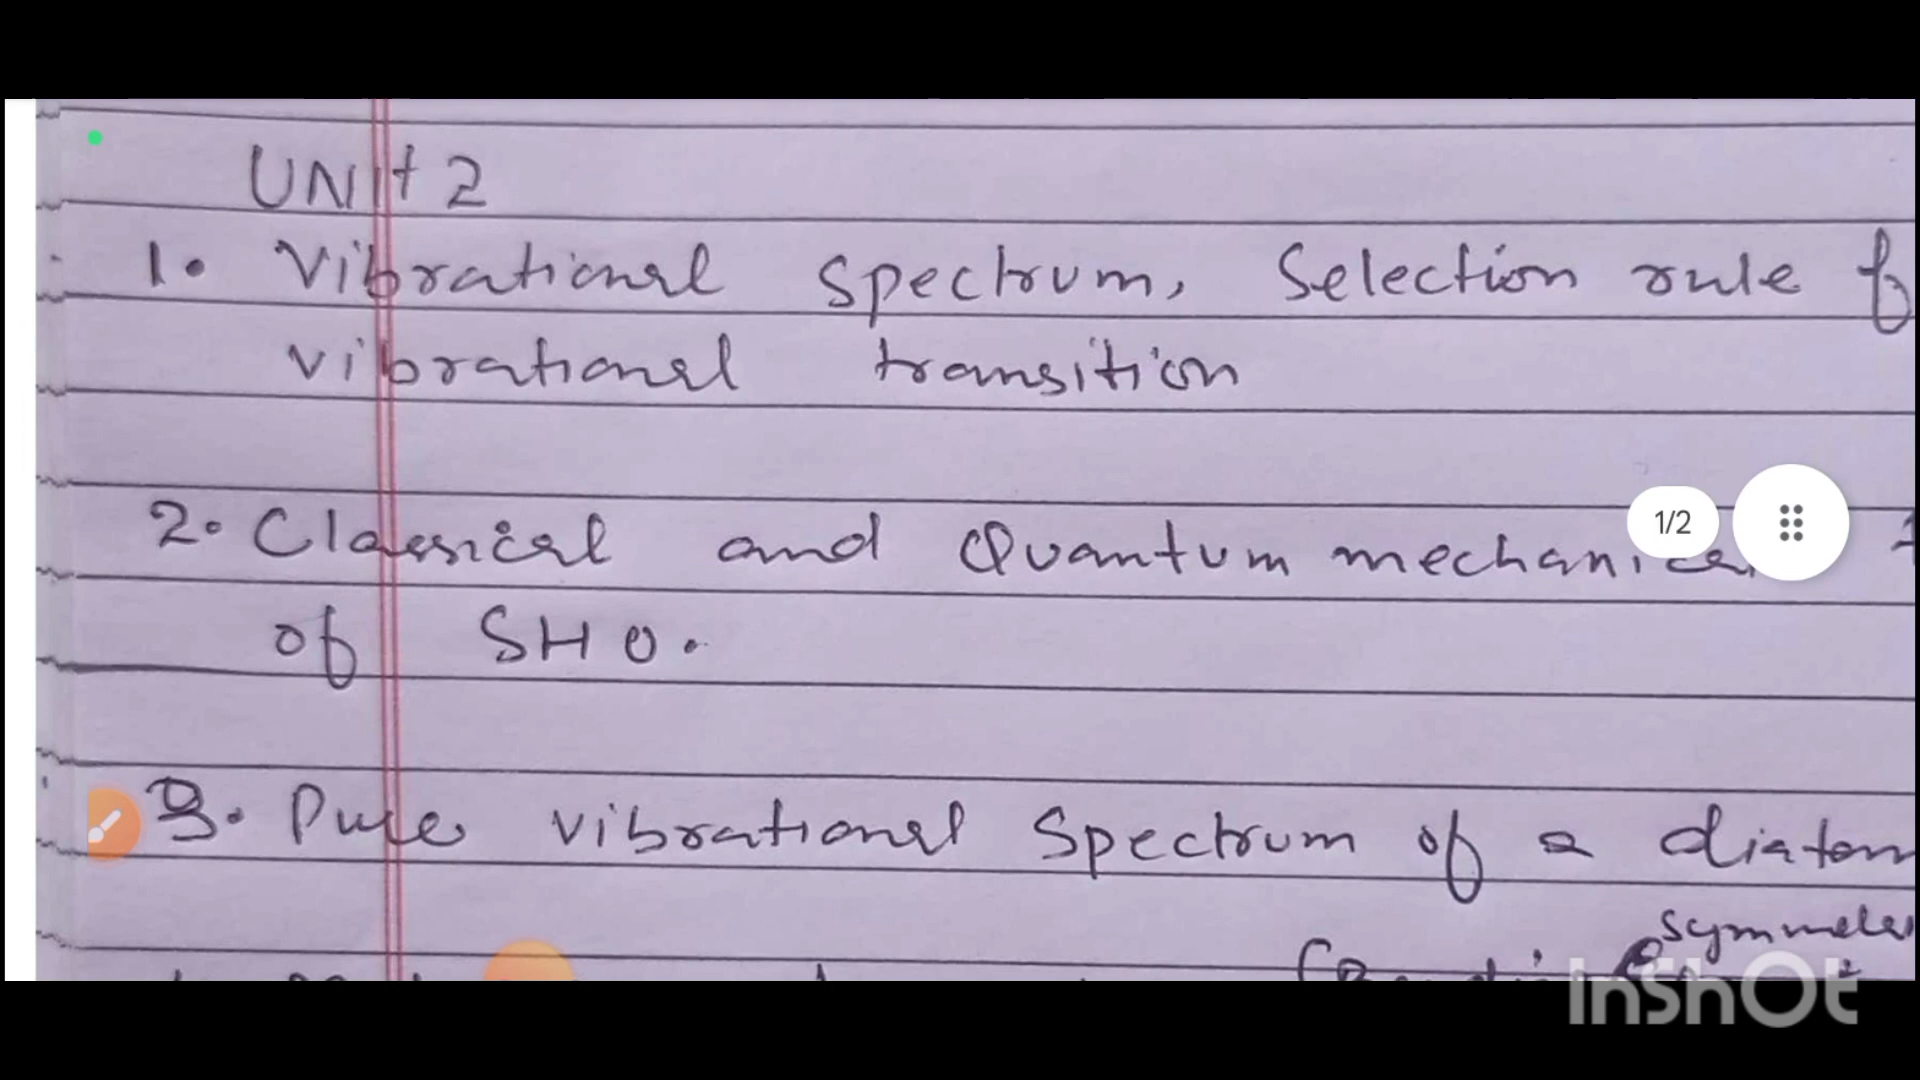 UNIT 2
1. Vibrational spectrum, Selection rule f
vibrational transition
2. Classical and Quantum mechanical
of SHO.
3. Pure vibrational Spectrum of a diatom
symmeter
1/2
InShOt